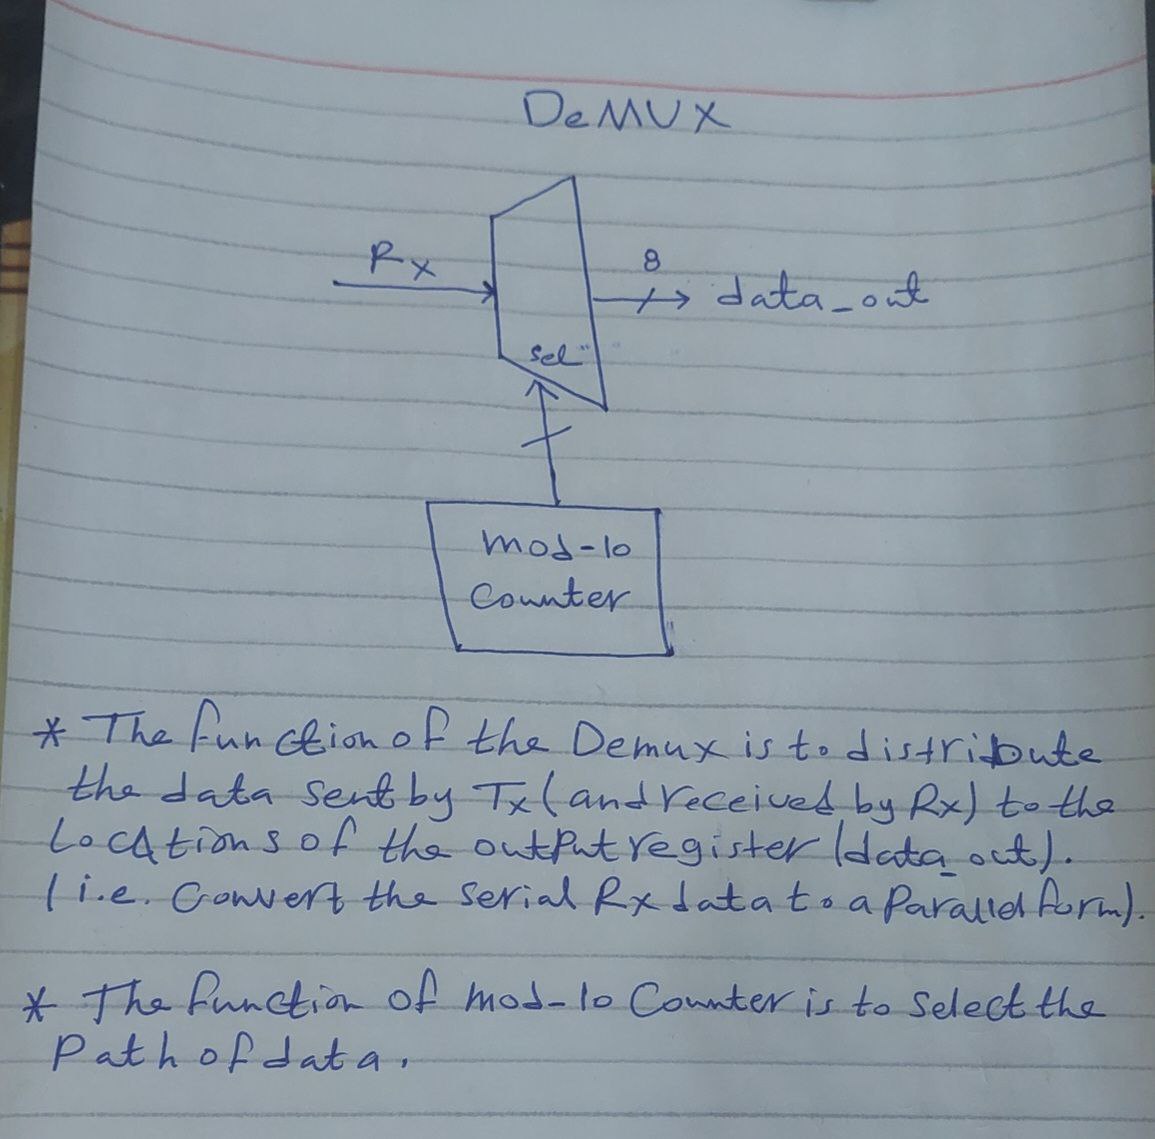 DeMUX
Rx
8
data_out
sel
mod-10
Counter
* The function of the Demux is to distribute
the data sent by Tx (and received by Rx) to the
Locations of the output register (data_out).
(i.e. Convert the serial Rx data to a Parallel form).
* The function of mod-10 Counter is to select the
Path of data.